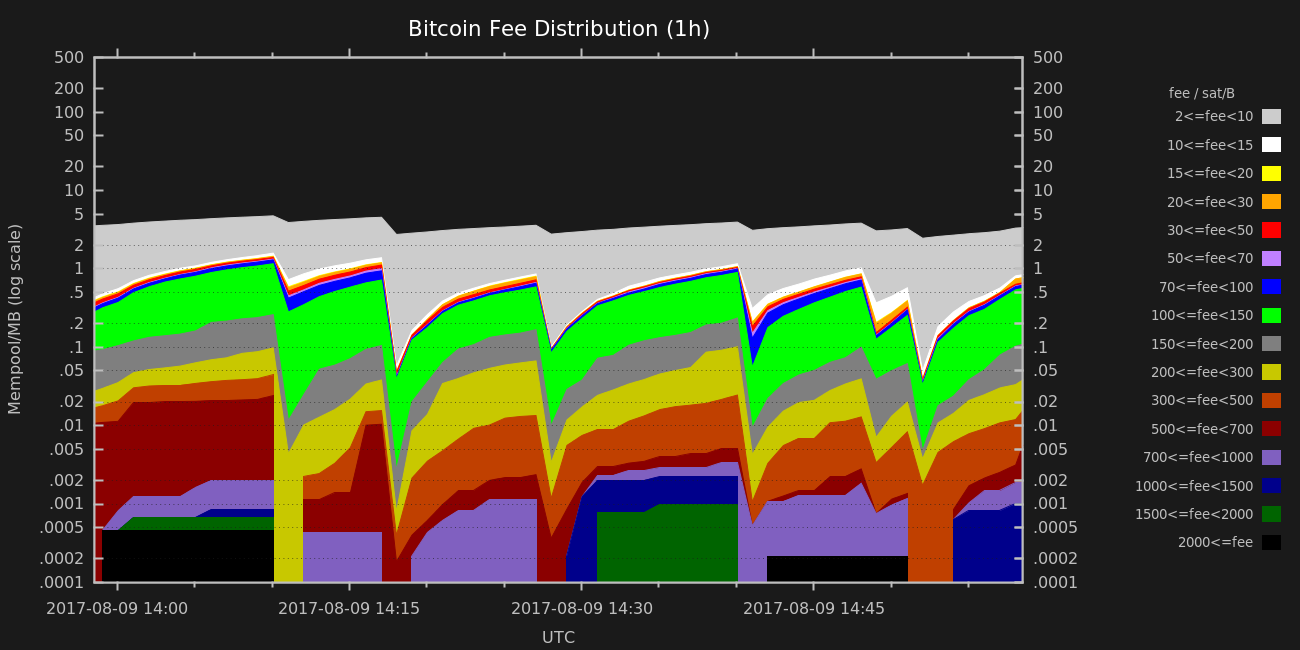 Bitcoin Fee Distribution (1h)
500 500
200 200
100 100
50 50
20 20
10 10
5 5
2 2
1 1
.5 .5
.2 .2
.1 .1
.05 .05
.02 .02
.01 .01
.005 .005
.002 .002
.001 .001
.0005 .0005
.0002 .0002
.0001 .0001
Mempool/MB (log scale)
2017-08-09 14:00 2017-08-09 14:15 2017-08-09 14:30 2017-08-09 14:45
UTC
fee / sat/B
2<=fee<10
10<=fee<15
15<=fee<20
20<=fee<30
30<=fee<50
50<=fee<70
70<=fee<100
100<=fee<150
150<=fee<200
200<=fee<300
300<=fee<500
500<=fee<700
700<=fee<1000
1000<=fee<1500
1500<=fee<2000
2000<=fee